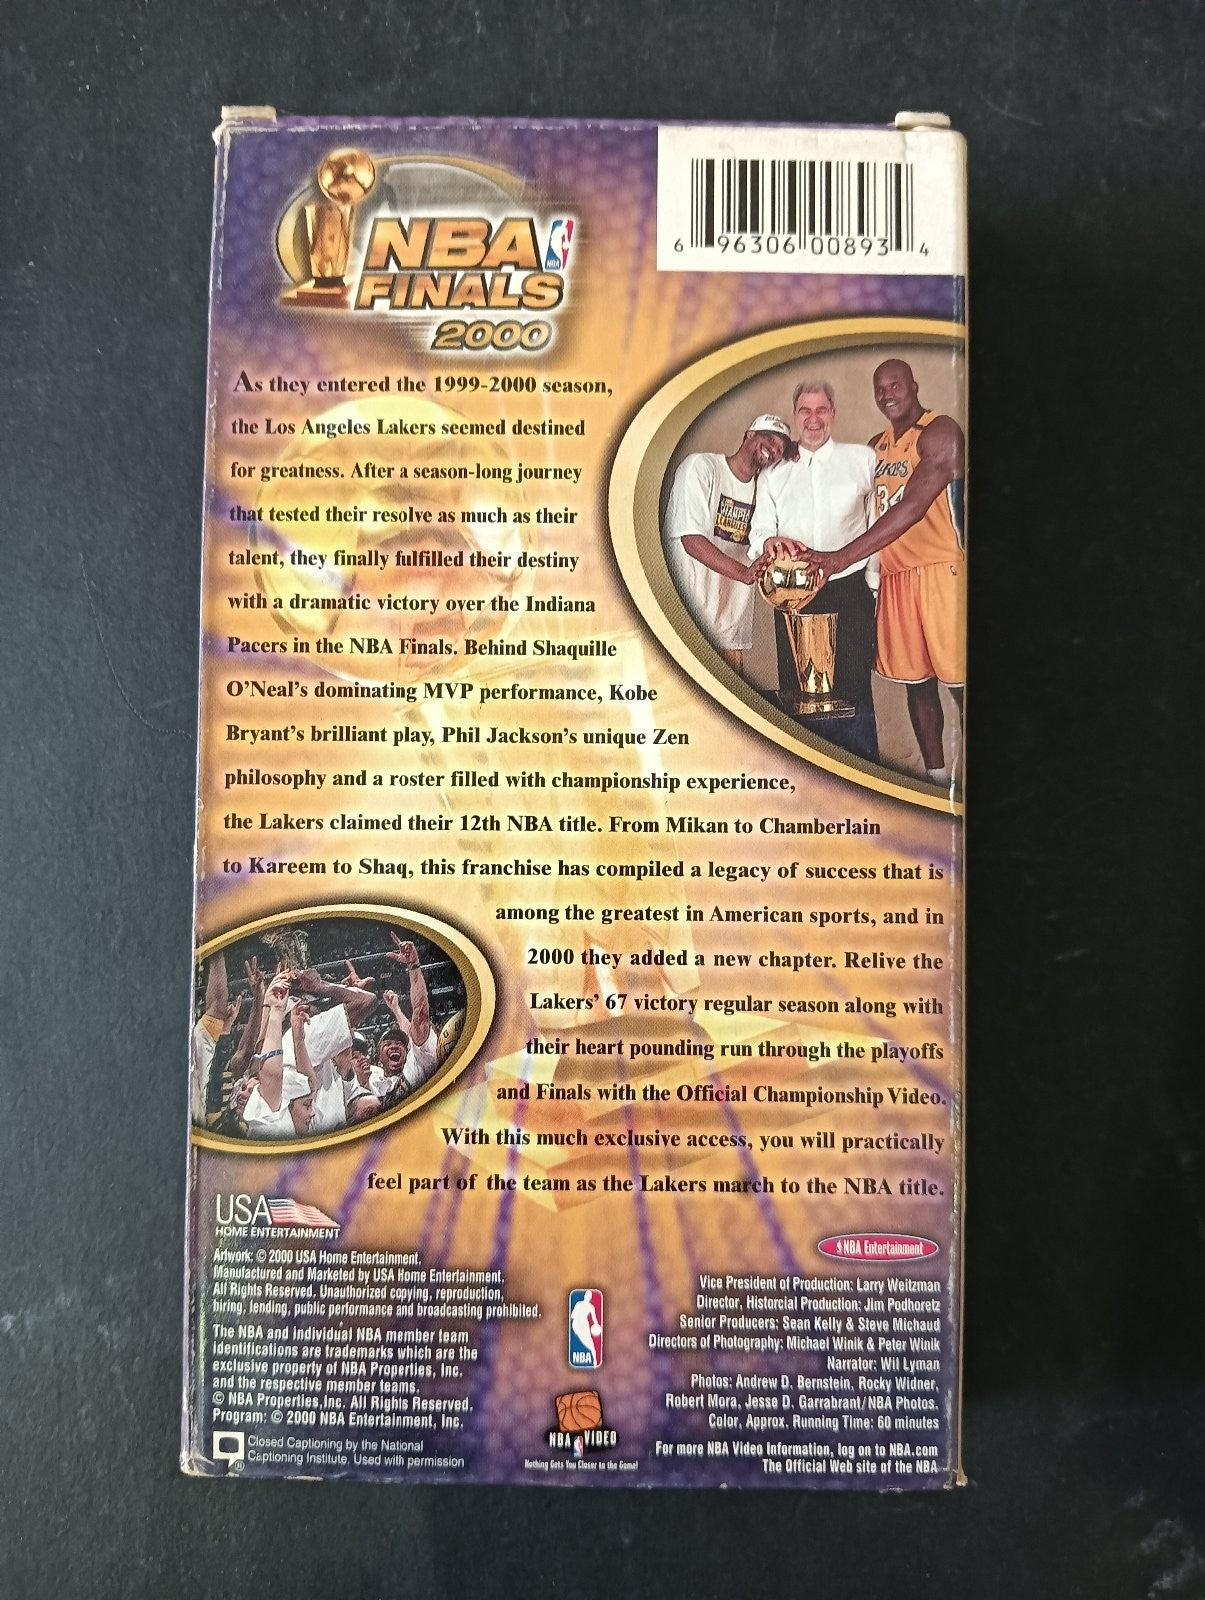 NBA
FINALS
2000
NBA
6 96306 00893 4
As they entered the 1999-2000 season,
the Los Angeles Lakers seemed destined
for greatness. After a season-long journey
that tested their resolve as much as their
talent, they finally fulfilled their destiny
with a dramatic victory over the Indiana
Pacers in the NBA Finals. Behind Shaquille
O'Neal's dominating MVP performance, Kobe
Bryant's brilliant play, Phil Jackson's unique Zen
philosophy and a roster filled with championship experience,
the Lakers claimed their 12th NBA title. From Mikan to Chamberlain
to Kareem to Shaq, this franchise has compiled a legacy of success that is
among the greatest in American sports, and in
2000 they added a new chapter. Relive the
Lakers' 67 victory regular season along with
their heart pounding run through the playoffs
and Finals with the Official Championship Video.
With this much exclusive access, you will practically
feel part of the team as the Lakers march to the NBA title.
34
USA
HOME ENTERTAINMENT
Artwork: © 2000 USA Home Entertainment.
Manufactured and Marketed by USA Home Entertainment.
All Rights Reserved. Unauthorized copying, reproduction,
hiring, lending, public performance and broadcasting prohibited.
The NBA and individual NBA member team
identifications are trademarks which are the
exclusive property of NBA Properties, Inc.
and the respective member teams.
© NBA Properties,Inc. All Rights Reserved.
Program: © 2000 NBA Entertainment, Inc.
Closed Captioning by the National
Captioning Institute. Used with permission
NBA
NBA VIDEO
Nothing Gets You Closer to the Game!
NBA Entertainment
Vice President of Production: Larry Weitzman
Director, Historcial Production: Jim Podhoretz
Senior Producers: Sean Kelly & Steve Michaud
Directors of Photography: Michael Winik & Peter Winik
Narrator: Wil Lyman
Photos: Andrew D. Bernstein, Rocky Widner,
Robert Mora, Jesse D. Garrabrant/NBA Photos.
Color, Approx. Running Time: 60 minutes
For more NBA Video Information, log on to NBA.com
The Official Web site of the NBA